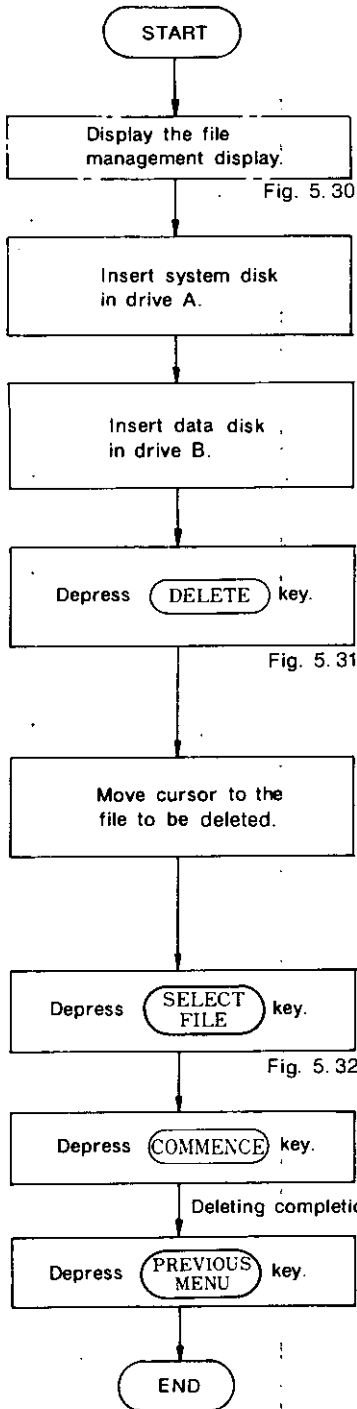 START
Display the file
management display.
Fig. 5.30
Insert system disk
in drive A.
Insert data disk
in drive B.
Depress DELETE key.
Fig. 5.31
Move cursor to the
file to be deleted.
Depress SELECT FILE key.
Fig. 5.32
Depress COMMENCE key.
Deleting completio
Depress PREVIOUS MENU key.
END